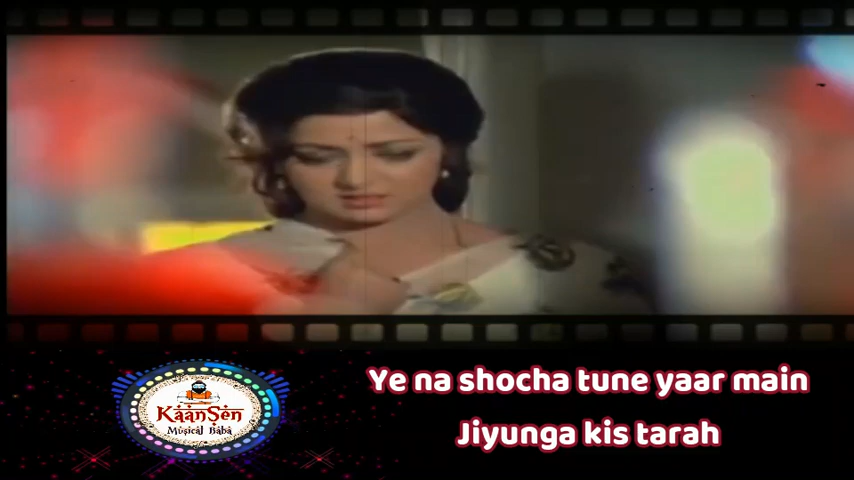 KaanSen
Musical Baba
Ye na shocha tune yaar main
Jiyunga kis tarah